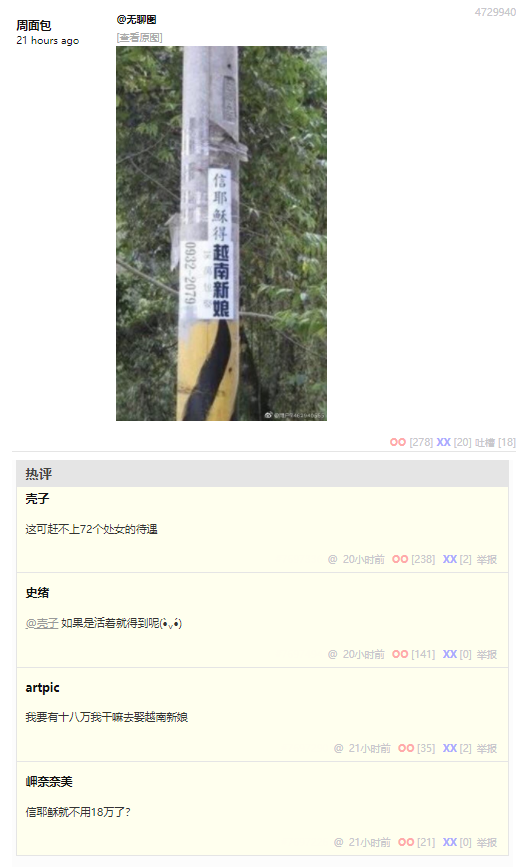 4729940
周面包
21 hours ago
@无聊图
[查看原图]
信耶穌得
越南新娘
0932-2079
OO [278] XX [20] 吐槽 [18]
热评
壳子
这可赶不上72个处女的待遇
@ 20小时前 OO [238] XX [2] 举报
史绪
@壳子 如果是活着就得到呢(•̀ᴗ•́)
@ 20小时前 OO [141] XX [0] 举报
artpic
我要有十八万我干嘛去娶越南新娘
@ 21小时前 OO [35] XX [2] 举报
岬奈奈美
信耶稣就不用18万了?
@ 21小时前 OO [21] XX [0] 举报